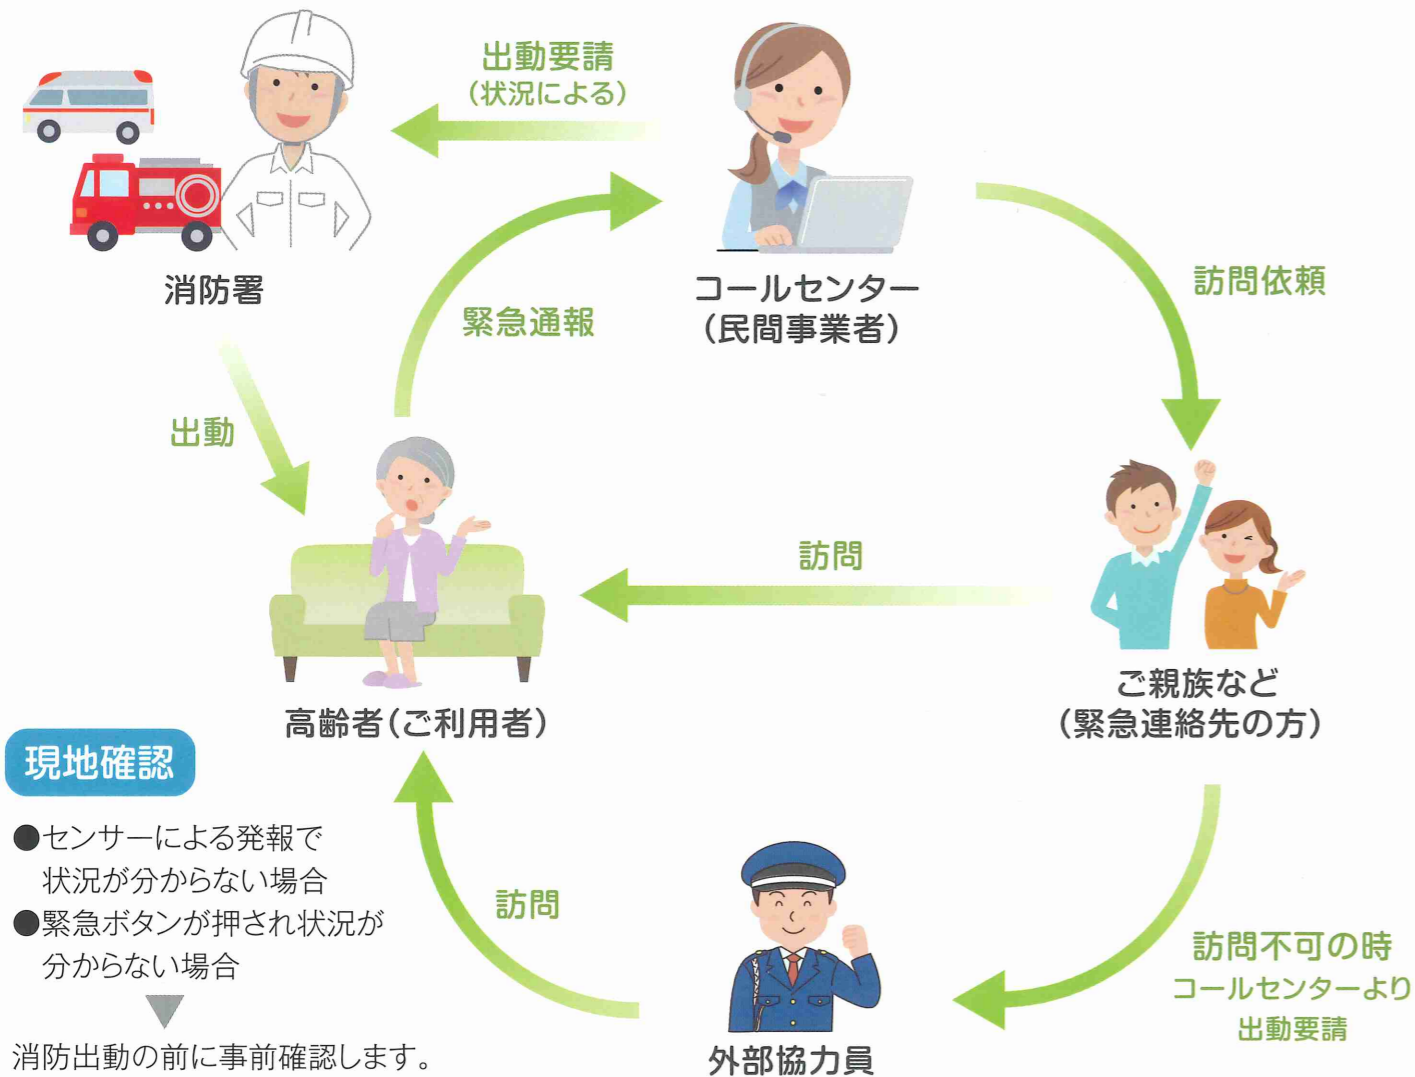 出動要請
(状況による)
消防署
コールセンター
(民間事業者)
緊急通報
訪問依頼
出動
訪問
高齢者(ご利用者)
ご親族など
(緊急連絡先の方)
現地確認
●センサーによる発報で
状況が分からない場合
●緊急ボタンが押され状況が
分からない場合
▼
消防出動の前に事前確認します。
訪問
外部協力員
訪問不可の時
コールセンターより
出動要請